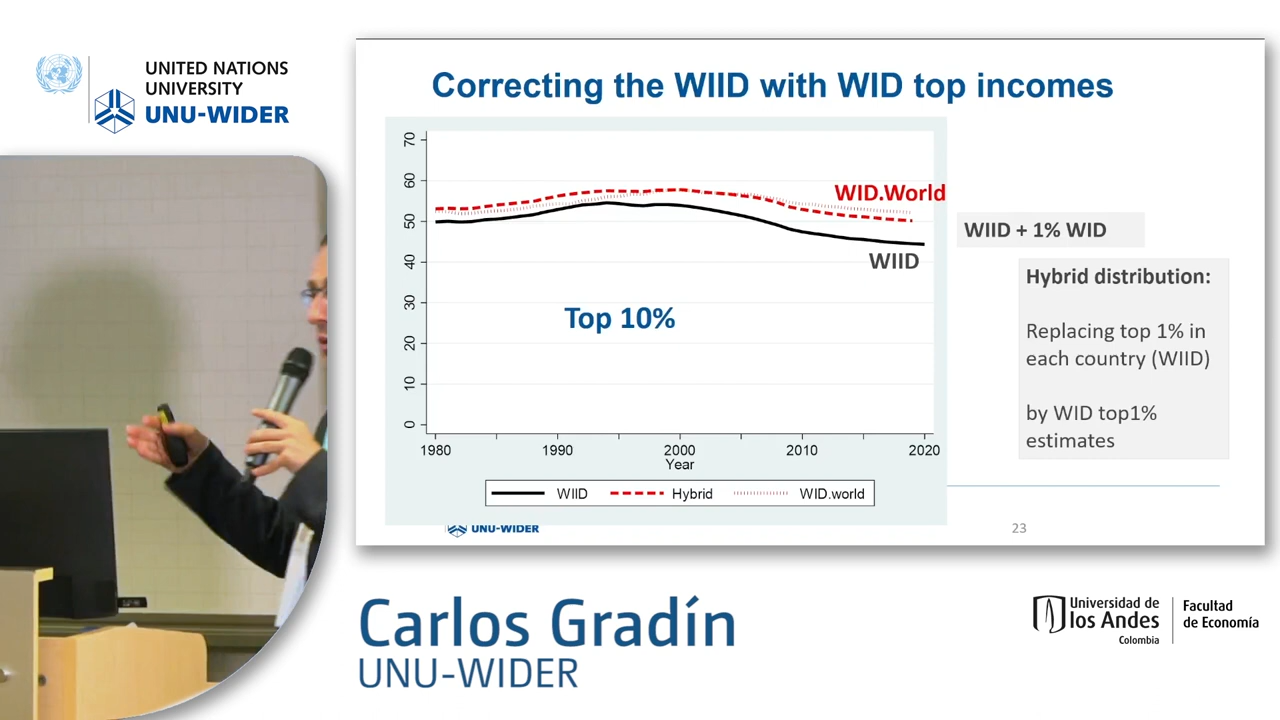 UNITED NATIONS
UNIVERSITY
UNU-WIDER
Correcting the WIID with WID top incomes
70
60
50
40
30
20
10
0
WID.World
WIID
Top 10%
1980
1990
2000
2010
2020
Year
WIID
Hybrid
WID.world
WIID + 1% WID
Hybrid distribution:
Replacing top 1% in
each country (WIID)
by WID top1%
estimates
UNU-WIDER
23
Carlos Gradín
UNU-WIDER
Universidad de
los Andes
Colombia
Facultad
de Economía